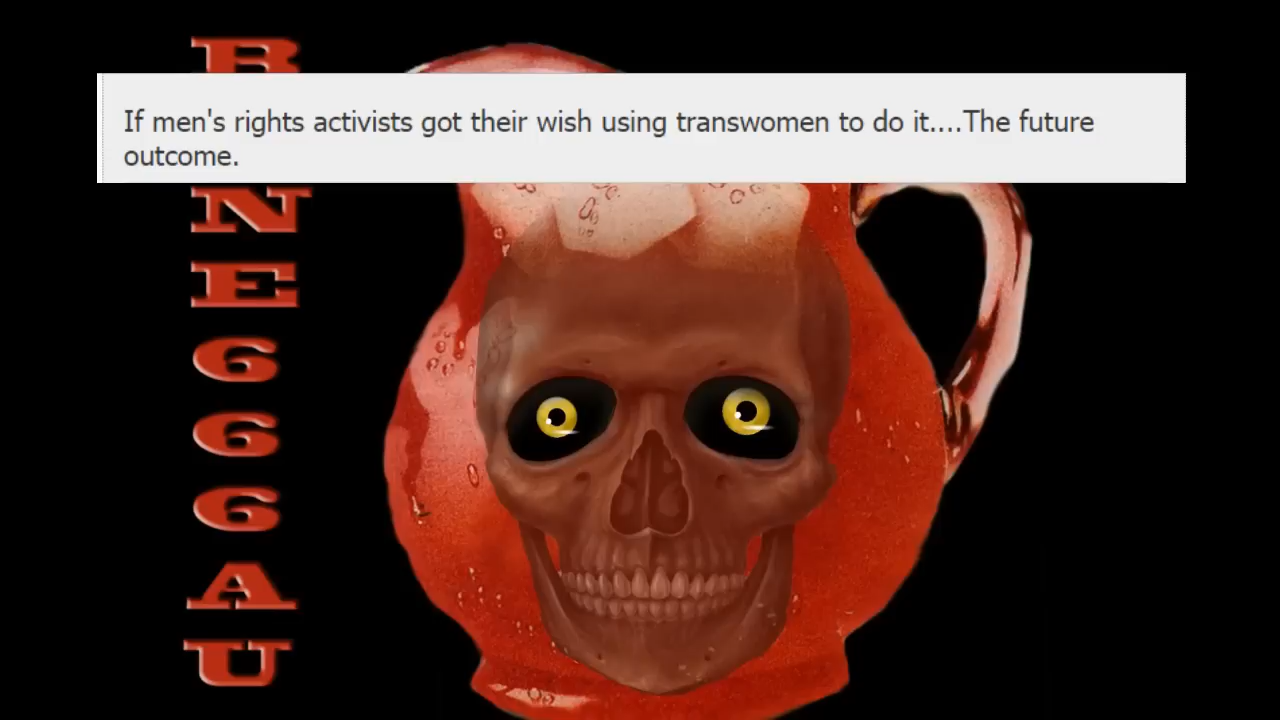 If men's rights activists got their wish using transwomen to do it....The future
outcome.
NE666AU